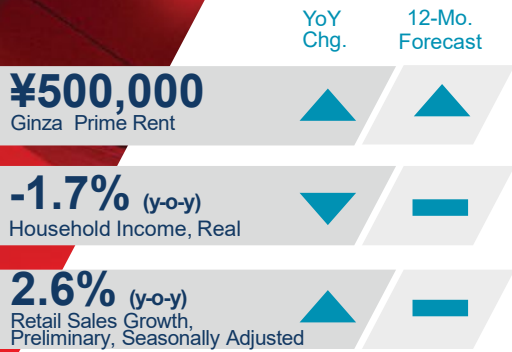 YoY
Chg.
12-Mo.
Forecast
¥500,000
Ginza Prime Rent
-1.7% (y-o-y)
Household Income, Real
2.6% (y-o-y)
Retail Sales Growth,
Preliminary, Seasonally Adjusted